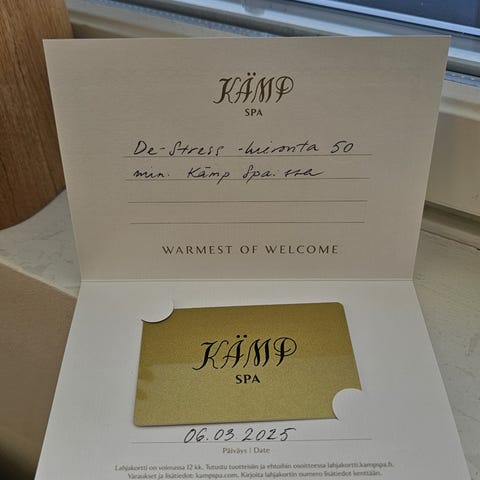 KÄMP
SPA
De-Stress -hieronta 50
min. Kämp Spa:ssa
WARMEST OF WELCOME
KÄMP
SPA
06.03.2025
Päiväys | Date
Lahjakortti on voimassa 12 kk. Tutustu tuotteisiin ja ehtoihin osoitteessa lahjakortti.kampspa.fi.
Varaukset ja lisätiedot: kampspa.com. Kirjoita lahjakortin numero lisätiedot kenttään.